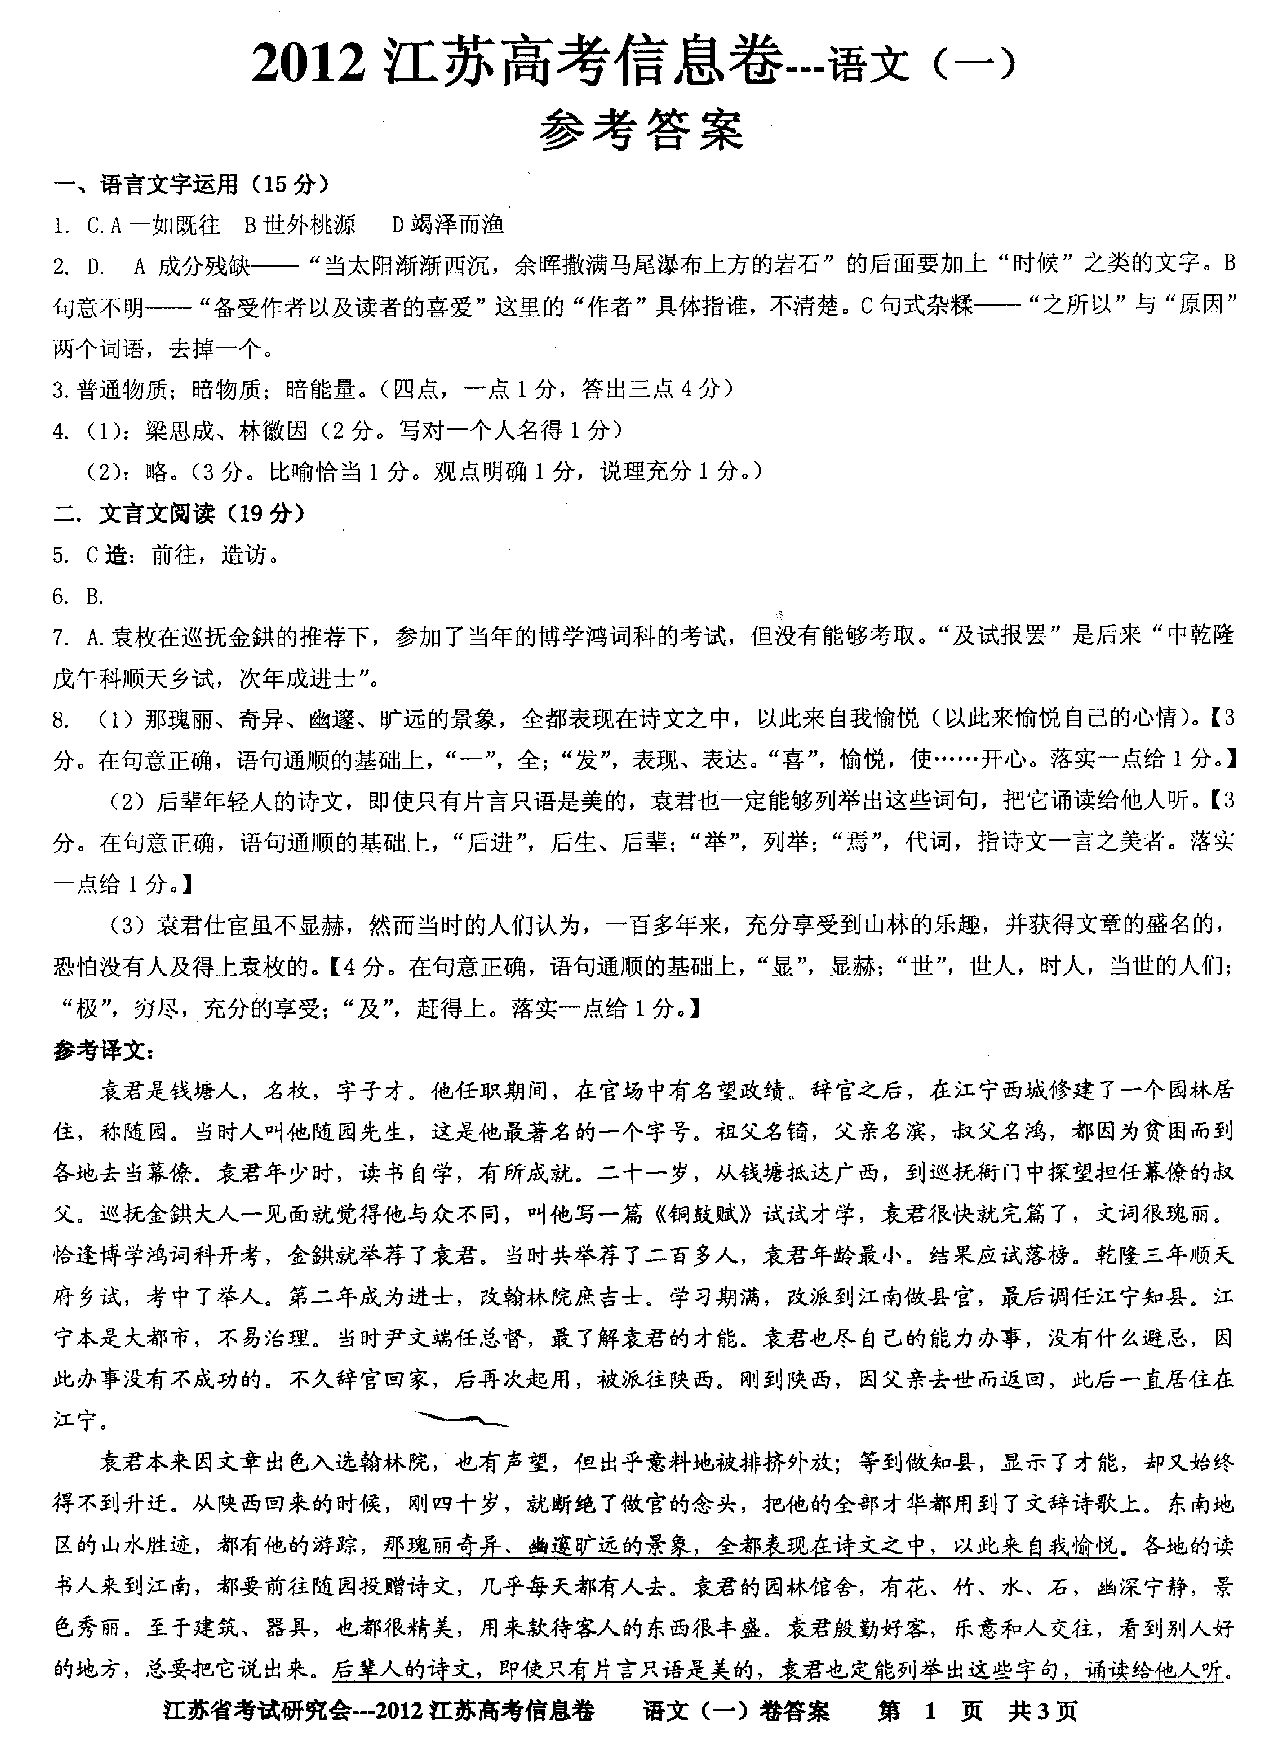 2012 江苏高考信息卷---语文（一）
参考答案
一、语言文字运用（15 分）
1. C.A 一如既往 B 世外桃源 D 竭泽而渔
2. D. A 成分残缺——“当太阳渐渐西沉，余晖撒满马尾瀑布上方的岩石”的后面要加上“时候”之类的文字。B
句意不明——“备受作者以及读者的喜爱”这里的“作者”具体指谁，不清楚。C 句式杂糅——“之所以”与“原因”
两个词语，去掉一个。
3.普通物质；暗物质；暗能量。（四点，一点 1 分，答出三点 4 分）
4.（1）：梁思成、林徽因（2 分。写对一个人名得 1 分）
（2）：略。（3 分。比喻恰当 1 分。观点明确 1 分，说理充分 1 分。）
二．文言文阅读（19 分）
5. C 造：前往，造访。
6. B.
7. A.袁枚在巡抚金鉷的推荐下，参加了当年的博学鸿词科的考试，但没有能够考取。“及试报罢”是后来“中乾隆
戊午科顺天乡试，次年成进士”。
8. （1）那瑰丽、奇异、幽邃、旷远的景象，全都表现在诗文之中，以此来自我愉悦（以此来愉悦自己的心情）。【3
分。在句意正确，语句通顺的基础上，“一”，全；“发”，表现、表达。“喜”，愉悦，使……开心。落实一点给 1 分。】
（2）后辈年轻人的诗文，即使只有片言只语是美的，袁君也一定能够列举出这些词句，把它诵读给他人听。【3
分。在句意正确，语句通顺的基础上，“后进”，后生、后辈；“举”，列举；“焉”，代词，指诗文一言之美者。落实
一点给 1 分。】
（3）袁君仕宦虽不显赫，然而当时的人们认为，一百多年来，充分享受到山林的乐趣，并获得文章的盛名的，
恐怕没有人及得上袁枚的。【4 分。在句意正确，语句通顺的基础上，“显”，显赫；“世”，世人，时人，当世的人们；
“极”，穷尽，充分的享受；“及”，赶得上。落实一点给 1 分。】
参考译文：
袁君是钱塘人，名枚，字子才。他任职期间，在官场中有名望政绩。辞官之后，在江宁西城修建了一个园林居
住，称随园。当时人叫他随园先生，这是他最著名的一个字号。祖父名锜，父亲名滨，叔父名鸿，都因为贫困而到
各地去当幕僚。袁君年少时，读书自学，有所成就。二十一岁，从钱塘抵达广西，到巡抚衙门中探望担任幕僚的叔
父。巡抚金鉷大人一见面就觉得他与众不同，叫他写一篇《铜鼓赋》试试才学，袁君很快就完篇了，文词很瑰丽。
恰逢博学鸿词科开考，金鉷就举荐了袁君。当时共举荐了二百多人，袁君年龄最小。结果应试落榜。乾隆三年顺天
府乡试，考中了举人。第二年成为进士，改翰林院庶吉士。学习期满，改派到江南做县官，最后调任江宁知县。江
宁本是大都市，不易治理。当时尹文端任总督，最了解袁君的才能。袁君也尽自己的能力办事，没有什么避忌，因
此办事没有不成功的。不久辞官回家，后再次起用，被派往陕西。刚到陕西，因父亲去世而返回，此后一直居住在
江宁。
袁君本来因文章出色入选翰林院，也有声望，但出乎意料地被排挤外放；等到做知县，显示了才能，却又始终
得不到升迁。从陕西回来的时候，刚四十岁，就断绝了做官的念头，把他的全部才华都用到了文辞诗歌上。东南地
区的山水胜迹，都有他的游踪，那瑰丽奇异、幽邃旷远的景象，全都表现在诗文之中，以此来自我愉悦。各地的读
书人来到江南，都要前往随园投赠诗文，几乎每天都有人去。袁君的园林馆舍，有花、竹、水、石，幽深宁静，景
色秀丽。至于建筑、器具，也都很精美，用来款待客人的东西很丰盛。袁君殷勤好客，乐意和人交往，看到别人好
的地方，总要把它说出来。后辈人的诗文，即使只有片言只语是美的，袁君也定能列举出这些字句，诵读给他人听。
江苏省考试研究会---2012 江苏高考信息卷 语文（一）卷答案 第 1 页 共 3 页